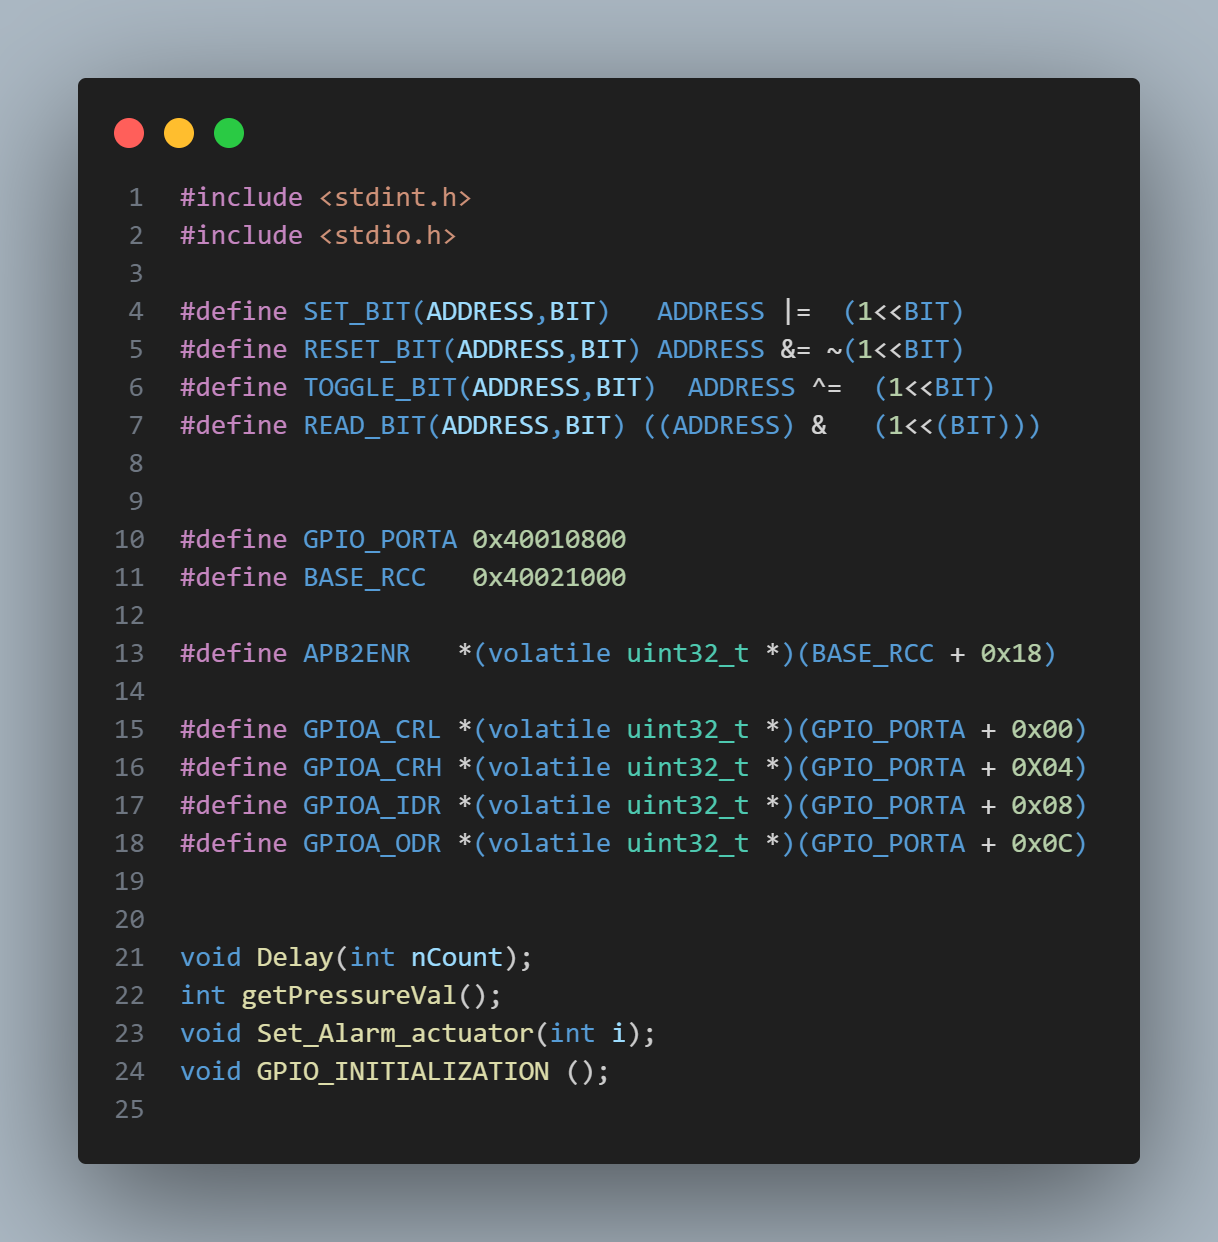 1 #include <stdint.h>
2 #include <stdio.h>
3
4 #define SET_BIT(ADDRESS,BIT)   ADDRESS |=  (1<<BIT)
5 #define RESET_BIT(ADDRESS,BIT) ADDRESS &= ~(1<<BIT)
6 #define TOGGLE_BIT(ADDRESS,BIT)  ADDRESS ^=  (1<<BIT)
7 #define READ_BIT(ADDRESS,BIT) ((ADDRESS) &   (1<<(BIT)))
8
9
10 #define GPIO_PORTA 0x40010800
11 #define BASE_RCC   0x40021000
12
13 #define APB2ENR   *(volatile uint32_t *)(BASE_RCC + 0x18)
14
15 #define GPIOA_CRL *(volatile uint32_t *)(GPIO_PORTA + 0x00)
16 #define GPIOA_CRH *(volatile uint32_t *)(GPIO_PORTA + 0X04)
17 #define GPIOA_IDR *(volatile uint32_t *)(GPIO_PORTA + 0x08)
18 #define GPIOA_ODR *(volatile uint32_t *)(GPIO_PORTA + 0x0C)
19
20
21 void Delay(int nCount);
22 int getPressureVal();
23 void Set_Alarm_actuator(int i);
24 void GPIO_INITIALIZATION ();
25